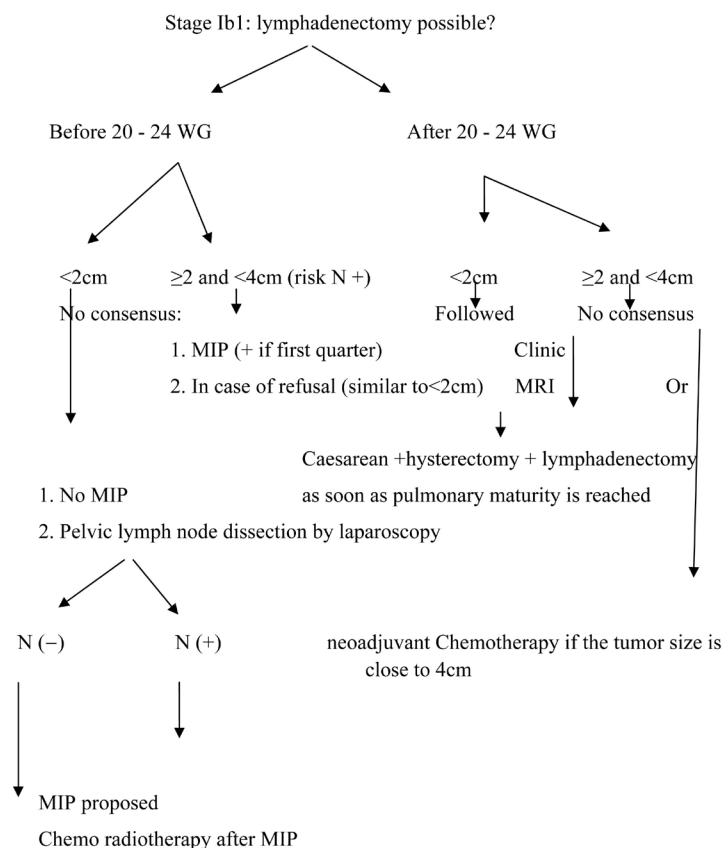 Stage Ib1: lymphadenectomy possible?
Before 20 - 24 WG
After 20 - 24 WG
<2cm
≥2 and <4cm (risk N +)
<2cm
≥2 and <4cm
No consensus:
Followed
No consensus
1. MIP (+ if first quarter)
Clinic
2. In case of refusal (similar to<2cm)
MRI
Or
Caesarean +hysterectomy + lymphadenectomy
1. No MIP
as soon as pulmonary maturity is reached
2. Pelvic lymph node dissection by laparoscopy
N (−)
N (+)
neoadjuvant Chemotherapy if the tumor size is
close to 4cm
MIP proposed
Chemo radiotherapy after MIP